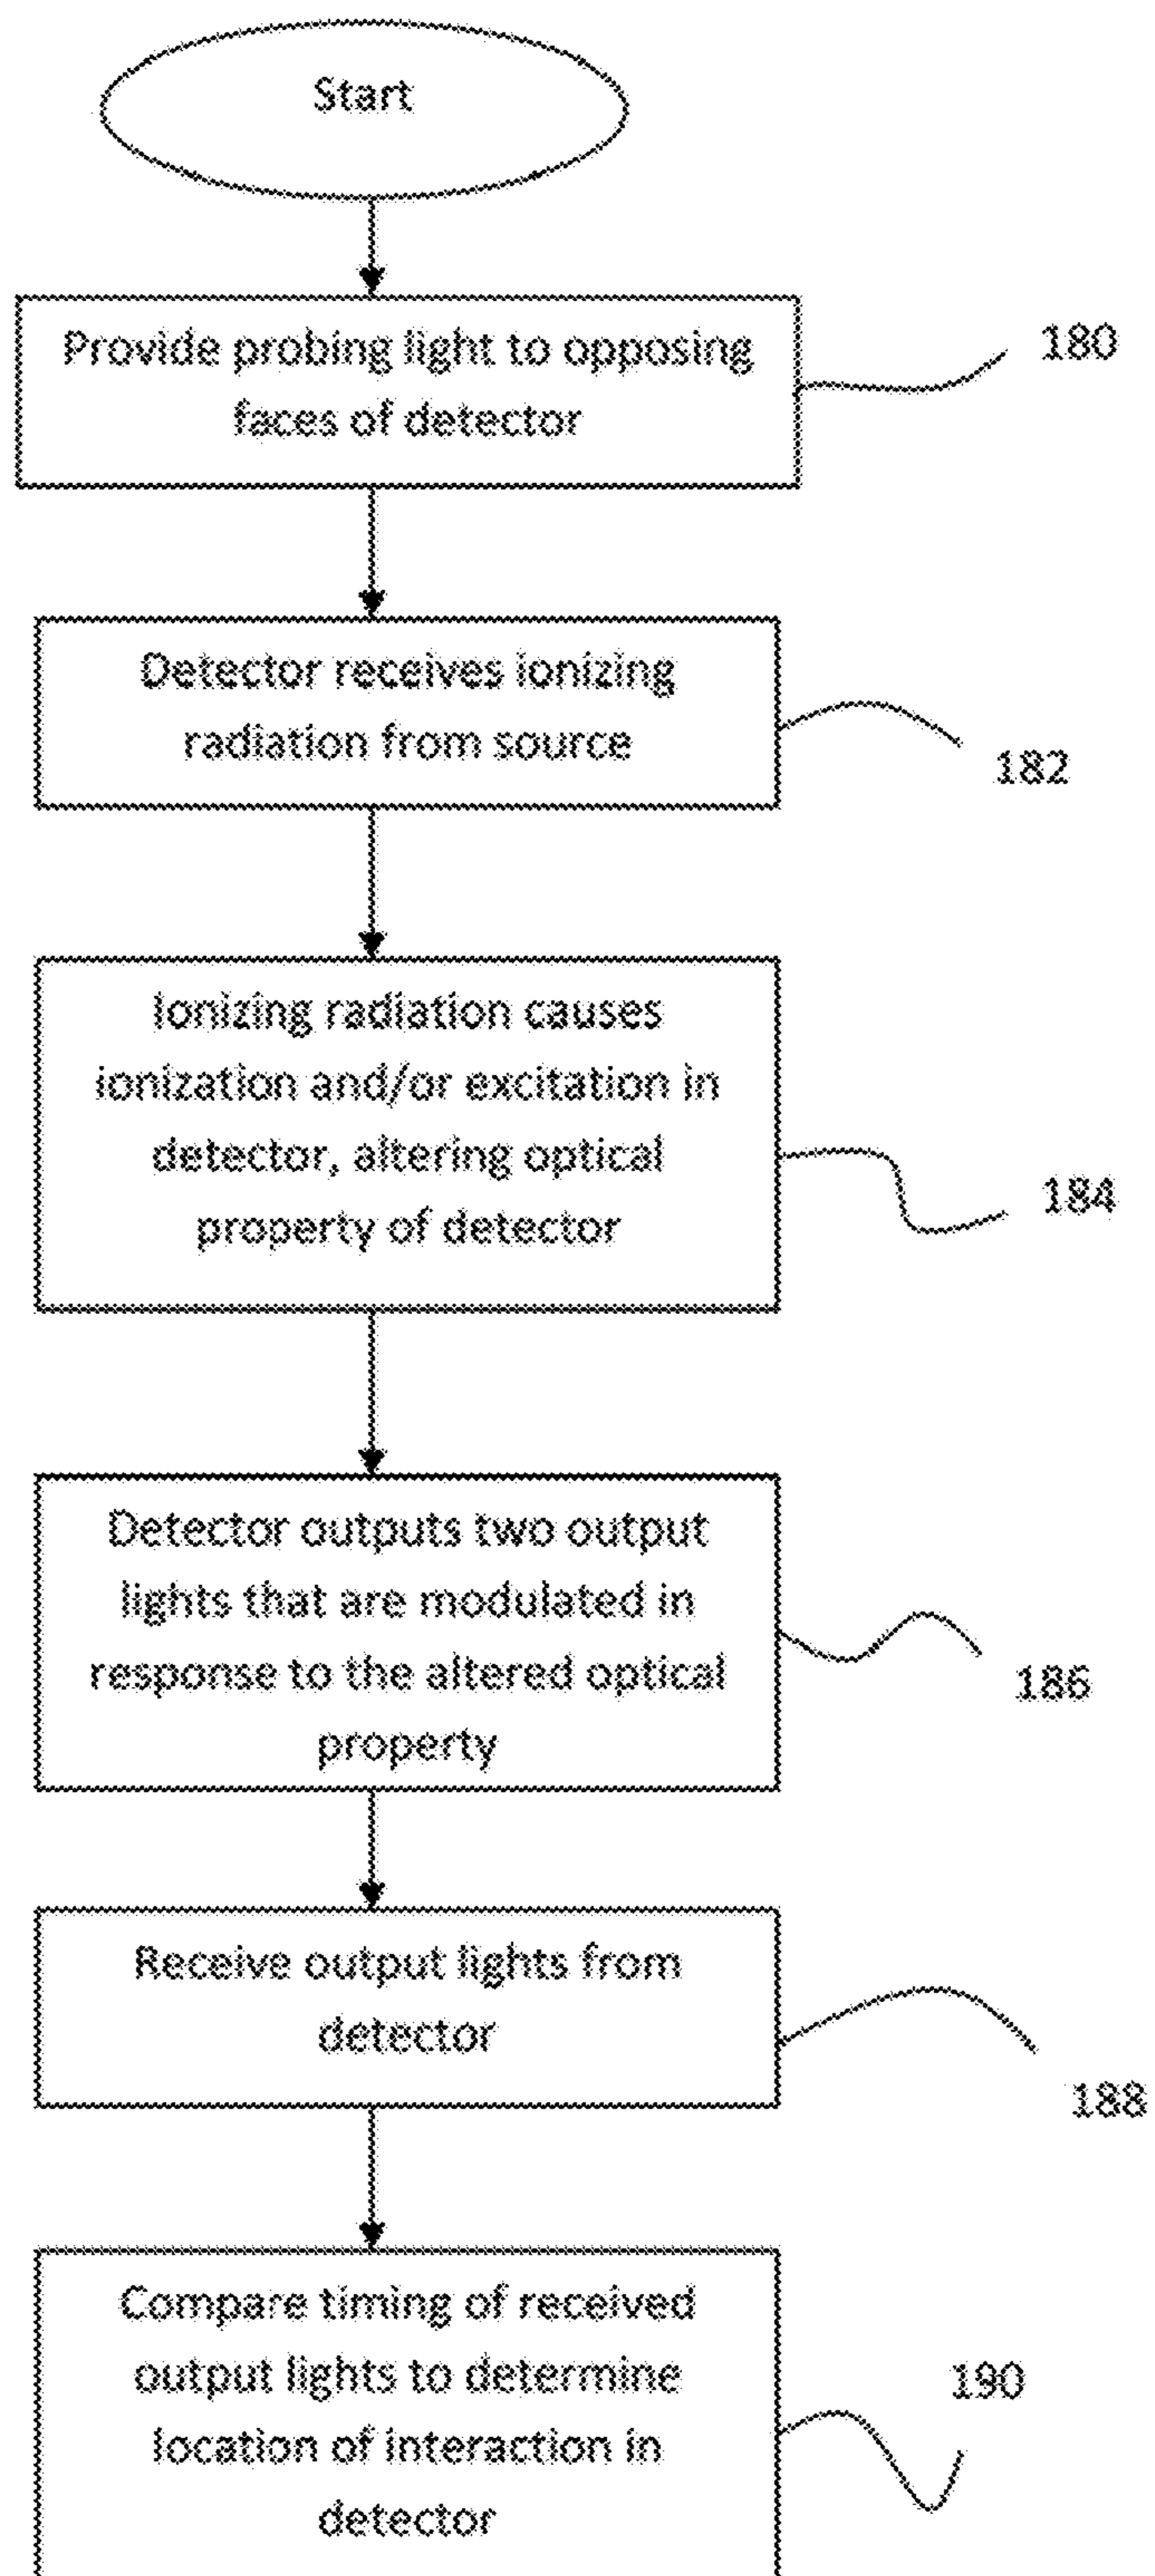 Start
Provide probing light to opposing
faces of detector
180
Detector receives ionizing
radiation from source
182
Ionizing radiation causes
ionization and/or excitation in
detector, altering optical
property of detector
184
Detector outputs two output
lights that are modulated in
response to the altered optical
property
186
Receive output lights from
detector
188
Compare timing of received
output lights to determine
location of interaction in
detector
190